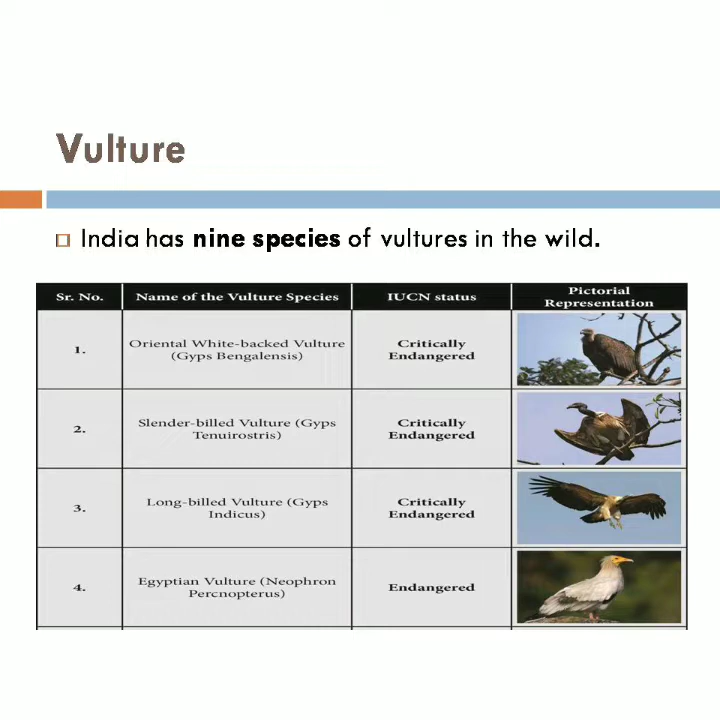 Vulture
India has nine species of vultures in the wild.
Sr. No. Name of the Vulture Species IUCN status Pictorial
Representation
1. Oriental White-backed Vulture
(Gyps Bengalensis) Critically
Endangered
2. Slender-billed Vulture (Gyps
Tenuirostris) Critically
Endangered
3. Long-billed Vulture (Gyps
Indicus) Critically
Endangered
4. Egyptian Vulture (Neophron
Percnopterus) Endangered